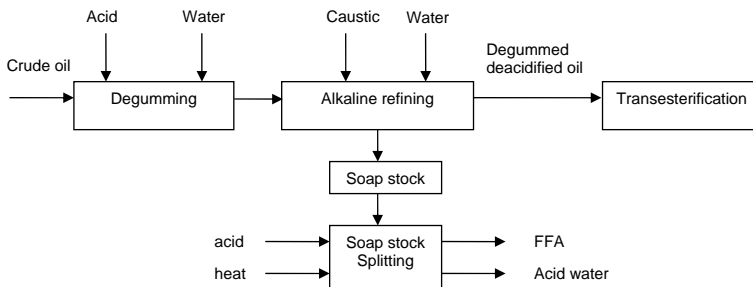 Acid
Water
Caustic
Water
Degummed
deacidified oil
Crude oil
Degumming
Alkaline refining
Transesterification
Soap stock
acid
Soap stock
Splitting
FFA
heat
Acid water